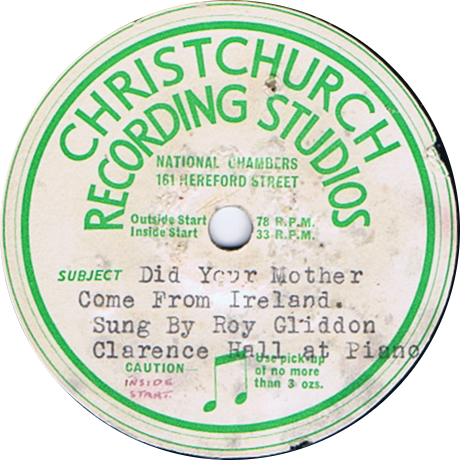 CHRISTCHURCH
RECORDING STUDIOS
NATIONAL CHAMBERS
161 HEREFORD STREET
Outside Start 78 R.P.M.
Inside Start 33 R.P.M.
SUBJECT Did Your Mother
Come From Ireland.
Sung By Roy Gliddon
Clarence Hall at Piano
CAUTION— Use pick-up
of no more
than 3 ozs.
INSIDE
START.